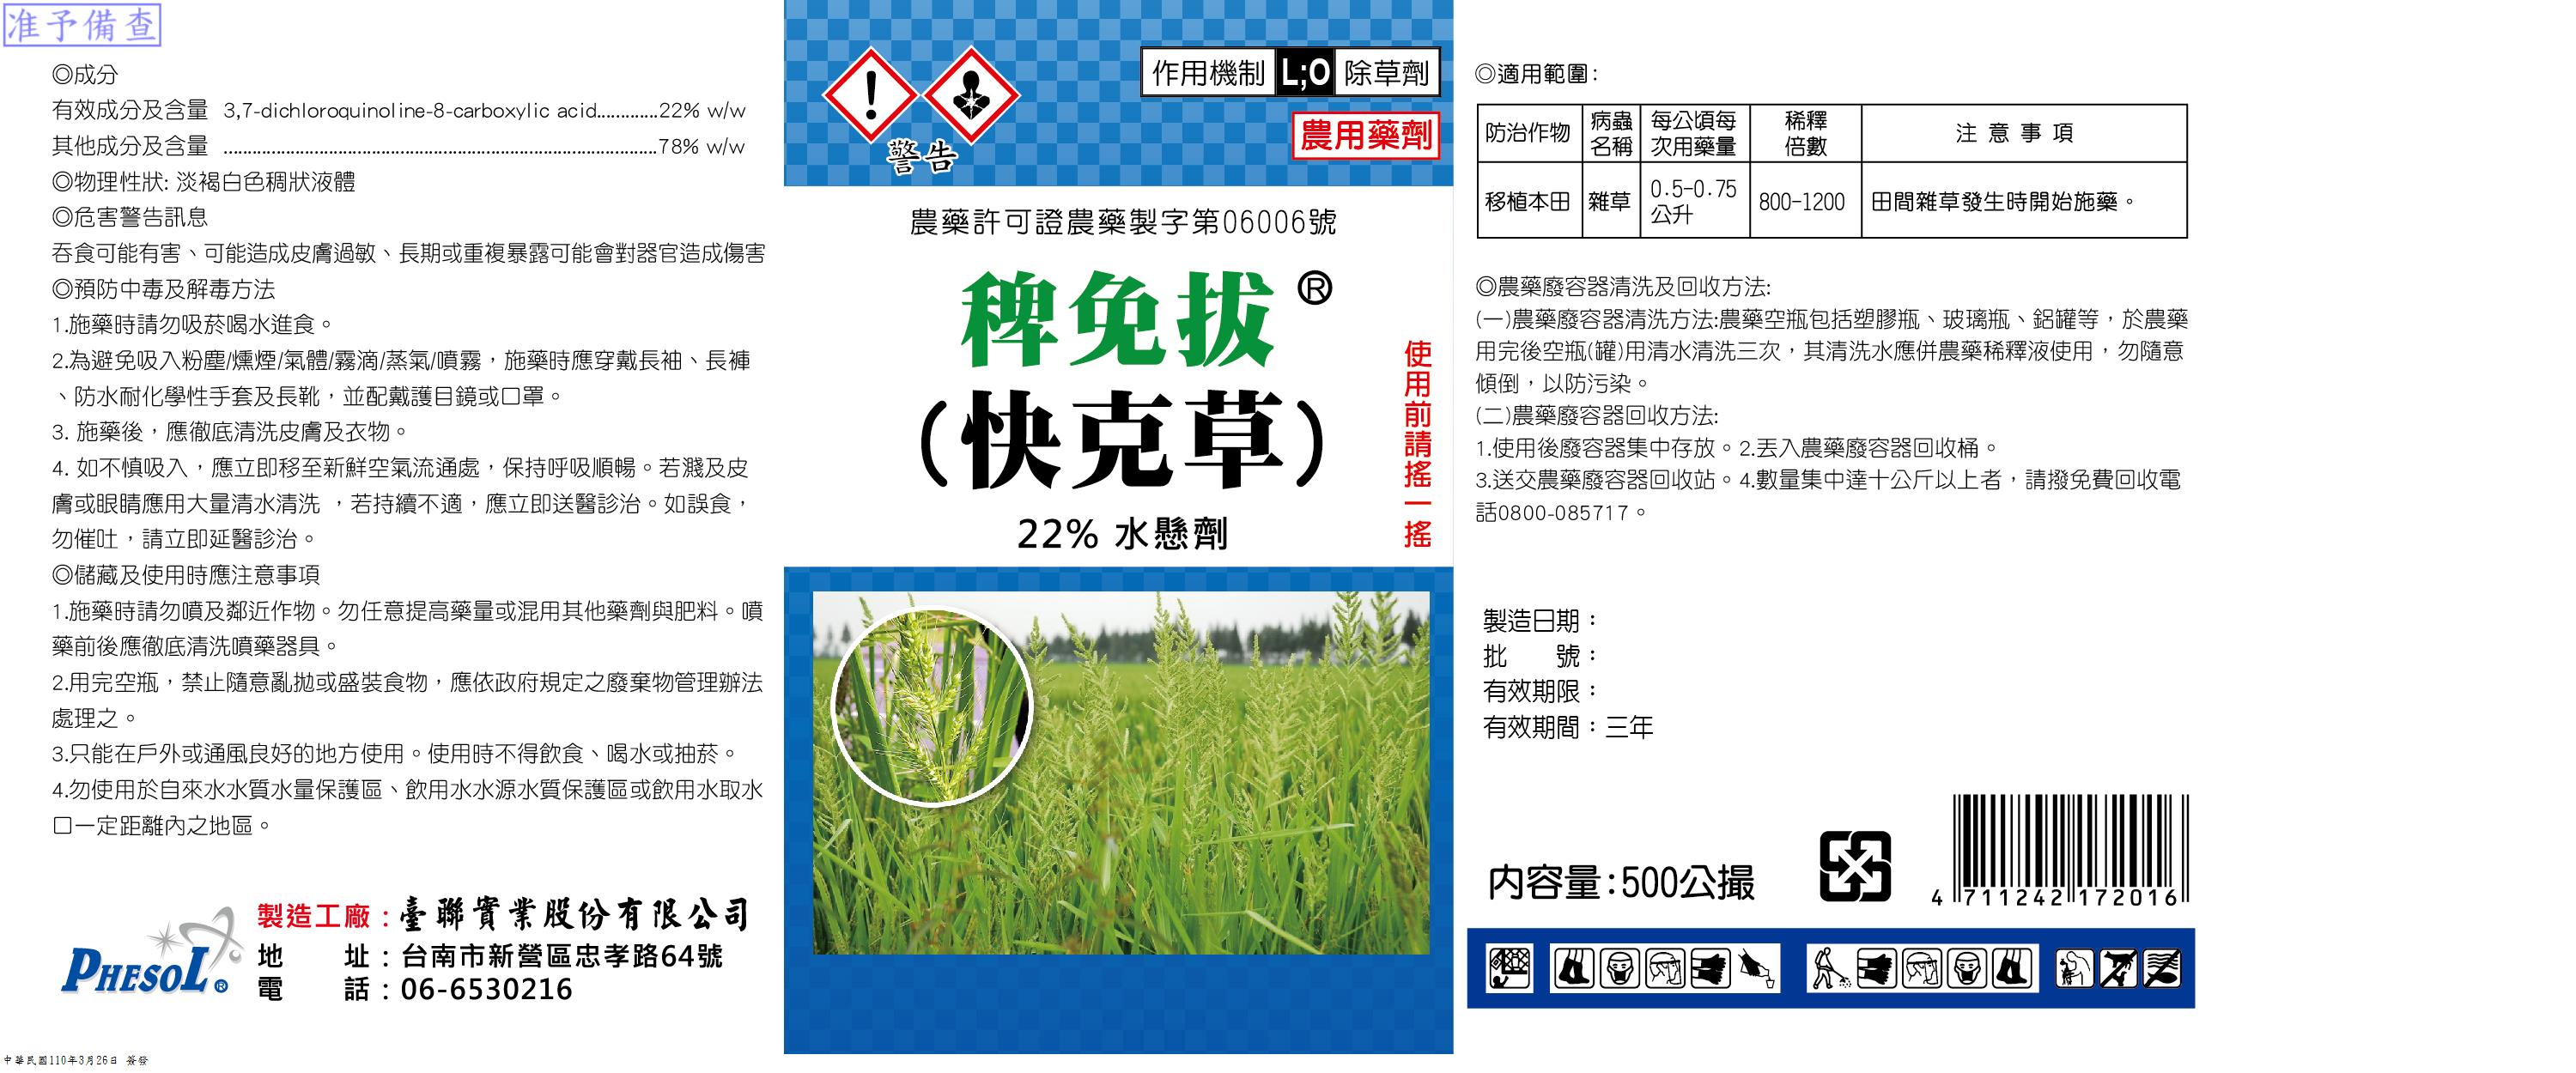 准予備查
◎成分
有效成分及含量 3,7-dichloroquinoline-8-carboxylic acid.............22% w/w
其他成分及含量 ...........................................................................................78% w/w
◎物理性狀: 淡褐白色稠狀液體
◎危害警告訊息
吞食可能有害、可能造成皮膚過敏、長期或重複暴露可能會對器官造成傷害
◎預防中毒及解毒方法
1.施藥時請勿吸菸喝水進食。
2.為避免吸入粉塵/燻煙/氣體/霧滴/蒸氣/噴霧，施藥時應穿戴長袖、長褲
、防水耐化學性手套及長靴，並配戴護目鏡或口罩。
3. 施藥後，應徹底清洗皮膚及衣物。
4. 如不慎吸入，應立即移至新鮮空氣流通處，保持呼吸順暢。若濺及皮
膚或眼睛應用大量清水清洗 ，若持續不適，應立即送醫診治。如誤食，
勿催吐，請立即延醫診治。
◎儲藏及使用時應注意事項
1.施藥時請勿噴及鄰近作物。勿任意提高藥量或混用其他藥劑與肥料。噴
藥前後應徹底清洗噴藥器具。
2.用完空瓶，禁止隨意亂拋或盛裝食物，應依政府規定之廢棄物管理辦法
處理之。
3.只能在戶外或通風良好的地方使用。使用時不得飲食、喝水或抽菸。
4.勿使用於自來水水質水量保護區、飲用水水源水質保護區或飲用水取水
口一定距離內之地區。
PHESOL®
製造工廠：臺聯實業股份有限公司
地 址：台南市新營區忠孝路64號
電 話：06-6530216
中華民國110年3月26日 簽發
警告
作用機制 L;O 除草劑
農用藥劑
農藥許可證農藥製字第06006號
稗免拔®
(快克草)
22% 水懸劑
使用前請搖一搖
◎適用範圍:
防治作物 病蟲名稱 每公頃每次用藥量 稀釋倍數 注意事項
移植本田 雜草 0.5-0.75公升 800-1200 田間雜草發生時開始施藥。
◎農藥廢容器清洗及回收方法:
(一)農藥廢容器清洗方法:農藥空瓶包括塑膠瓶、玻璃瓶、鋁罐等，於農藥
用完後空瓶(罐)用清水清洗三次，其清洗水應併農藥稀釋液使用，勿隨意
傾倒，以防污染。
(二)農藥廢容器回收方法:
1.使用後廢容器集中存放。2.丟入農藥廢容器回收桶。
3.送交農藥廢容器回收站。4.數量集中達十公斤以上者，請撥免費回收電
話0800-085717。
製造日期：
批 號：
有效期限：
有效期間：三年
內容量:500公撮
4 711242 172016